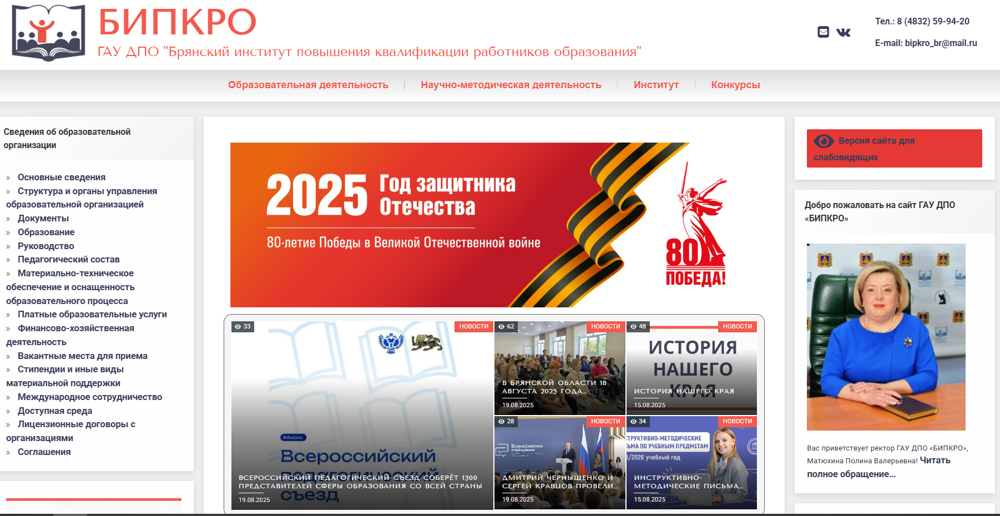 БИПКРО
ГАУ ДПО "Брянский институт повышения квалификации работников образования"
Тел.: 8 (4832) 59-94-20
E-mail: bipkro_br@mail.ru
Образовательная деятельность
Научно-методическая деятельность
Институт
Конкурсы
Сведения об образовательной
организации
» Основные сведения
» Структура и органы управления
образовательной организацией
» Документы
» Образование
» Руководство
» Педагогический состав
» Материально-техническое
обеспечение и оснащенность
образовательного процесса
» Платные образовательные услуги
» Финансово-хозяйственная
деятельность
» Вакантные места для приема
» Стипендии и иные виды
материальной поддержки
» Международное сотрудничество
» Доступная среда
» Лицензионные договоры с
организациями
» Соглашения
2025 Год защитника
Отечества
80-летие Победы в Великой Отечественной войне
80
ПОБЕДА!
33
НОВОСТИ
#Анонс
Всероссийский
педагогический
съезд
ВСЕРОССИЙСКИЙ ПЕДАГОГИЧЕСКИЙ СЪЕЗД СОБЕРЁТ 1300
ПРЕДСТАВИТЕЛЕЙ СФЕРЫ ОБРАЗОВАНИЯ СО ВСЕЙ СТРАНЫ
19.08.2025
62
НОВОСТИ
В БРЯНСКОЙ ОБЛАСТИ 18
АВГУСТА 2025 ГОДА...
19.08.2025
48
НОВОСТИ
ИСТОРИЯ
НАШЕГО
КРАЯ
ИСТОРИЯ НАШЕГО КРАЯ
15.08.2025
28
НОВОСТИ
Всероссийское
совещание
ДМИТРИЙ ЧЕРНЫШЕНКО И
СЕРГЕЙ КРАВЦОВ ПРОВЕЛИ...
19.08.2025
34
НОВОСТИ
СТРУКТИВНО-МЕТОДИЧЕСКИЕ
СЬМА ПО УЧЕБНЫМ ПРЕДМЕТАМ
5/2026 учебный год
ИНСТРУКТИВНО-
МЕТОДИЧЕСКИЕ ПИСЬМА...
15.08.2025
Версия сайта для
слабовидящих
Добро пожаловать на сайт ГАУ ДПО
«БИПКРО»
Вас приветствует ректор ГАУ ДПО «БИПКРО»,
Матюхина Полина Валерьевна! Читать
полное обращение...